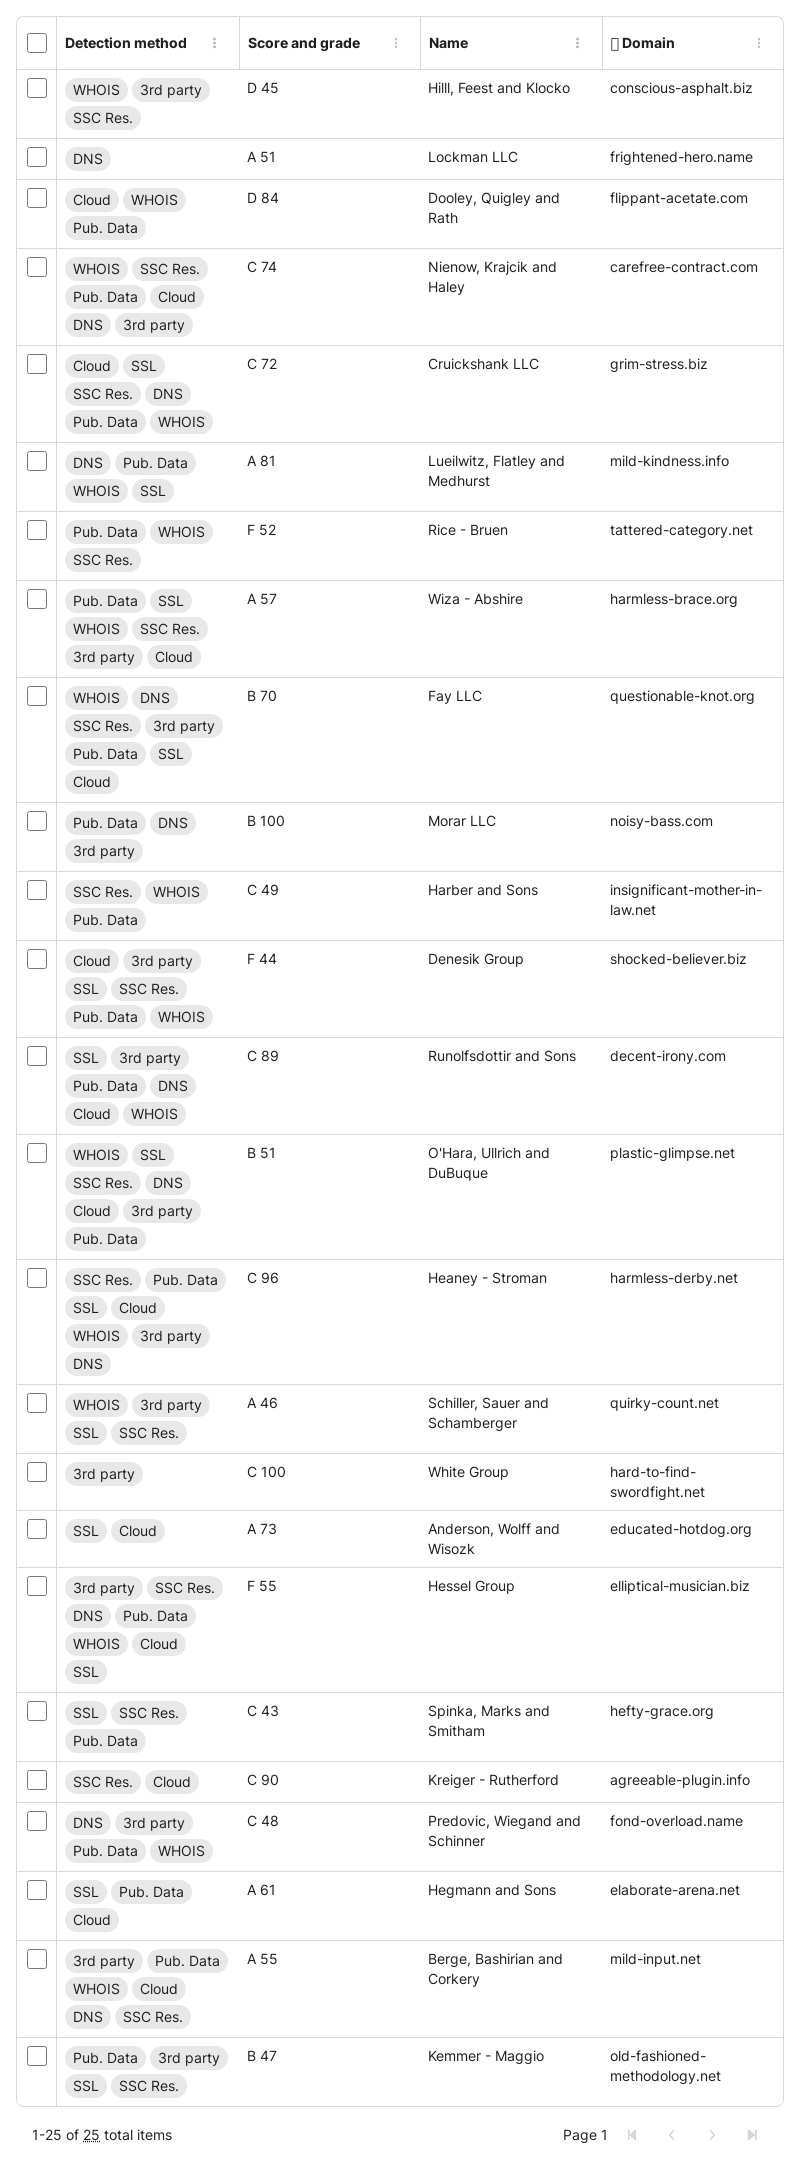 Detection method Score and grade Name Domain
WHOIS 3rd party D 45 Hilll, Feest and Klocko conscious-asphalt.biz
SSC Res.
DNS A 51 Lockman LLC frightened-hero.name
Cloud WHOIS D 84 Dooley, Quigley and flippant-acetate.com
Pub. Data Rath
WHOIS SSC Res. C 74 Nienow, Krajcik and carefree-contract.com
Pub. Data Cloud Haley
DNS 3rd party
Cloud SSL C 72 Cruickshank LLC grim-stress.biz
SSC Res. DNS
Pub. Data WHOIS
DNS Pub. Data A 81 Lueilwitz, Flatley and mild-kindness.info
WHOIS SSL Medhurst
Pub. Data WHOIS F 52 Rice - Bruen tattered-category.net
SSC Res.
Pub. Data SSL A 57 Wiza - Abshire harmless-brace.org
WHOIS SSC Res.
3rd party Cloud
WHOIS DNS B 70 Fay LLC questionable-knot.org
SSC Res. 3rd party
Pub. Data SSL
Cloud
Pub. Data DNS B 100 Morar LLC noisy-bass.com
3rd party
SSC Res. WHOIS C 49 Harber and Sons insignificant-mother-in-
Pub. Data law.net
Cloud 3rd party F 44 Denesik Group shocked-believer.biz
SSL SSC Res.
Pub. Data WHOIS
SSL 3rd party C 89 Runolfsdottir and Sons decent-irony.com
Pub. Data DNS
Cloud WHOIS
WHOIS SSL B 51 O'Hara, Ullrich and plastic-glimpse.net
SSC Res. DNS DuBuque
Cloud 3rd party
Pub. Data
SSC Res. Pub. Data C 96 Heaney - Stroman harmless-derby.net
SSL Cloud
WHOIS 3rd party
DNS
WHOIS 3rd party A 46 Schiller, Sauer and quirky-count.net
SSL SSC Res. Schamberger
3rd party C 100 White Group hard-to-find-
swordfight.net
SSL Cloud A 73 Anderson, Wolff and educated-hotdog.org
Wisozk
3rd party SSC Res. F 55 Hessel Group elliptical-musician.biz
DNS Pub. Data
WHOIS Cloud
SSL
SSL SSC Res. C 43 Spinka, Marks and hefty-grace.org
Pub. Data Smitham
SSC Res. Cloud C 90 Kreiger - Rutherford agreeable-plugin.info
DNS 3rd party C 48 Predovic, Wiegand and fond-overload.name
Pub. Data WHOIS Schinner
SSL Pub. Data A 61 Hegmann and Sons elaborate-arena.net
Cloud
3rd party Pub. Data A 55 Berge, Bashirian and mild-input.net
WHOIS Cloud Corkery
DNS SSC Res.
Pub. Data 3rd party B 47 Kemmer - Maggio old-fashioned-
SSL SSC Res. methodology.net
1-25 of 25 total items Page 1